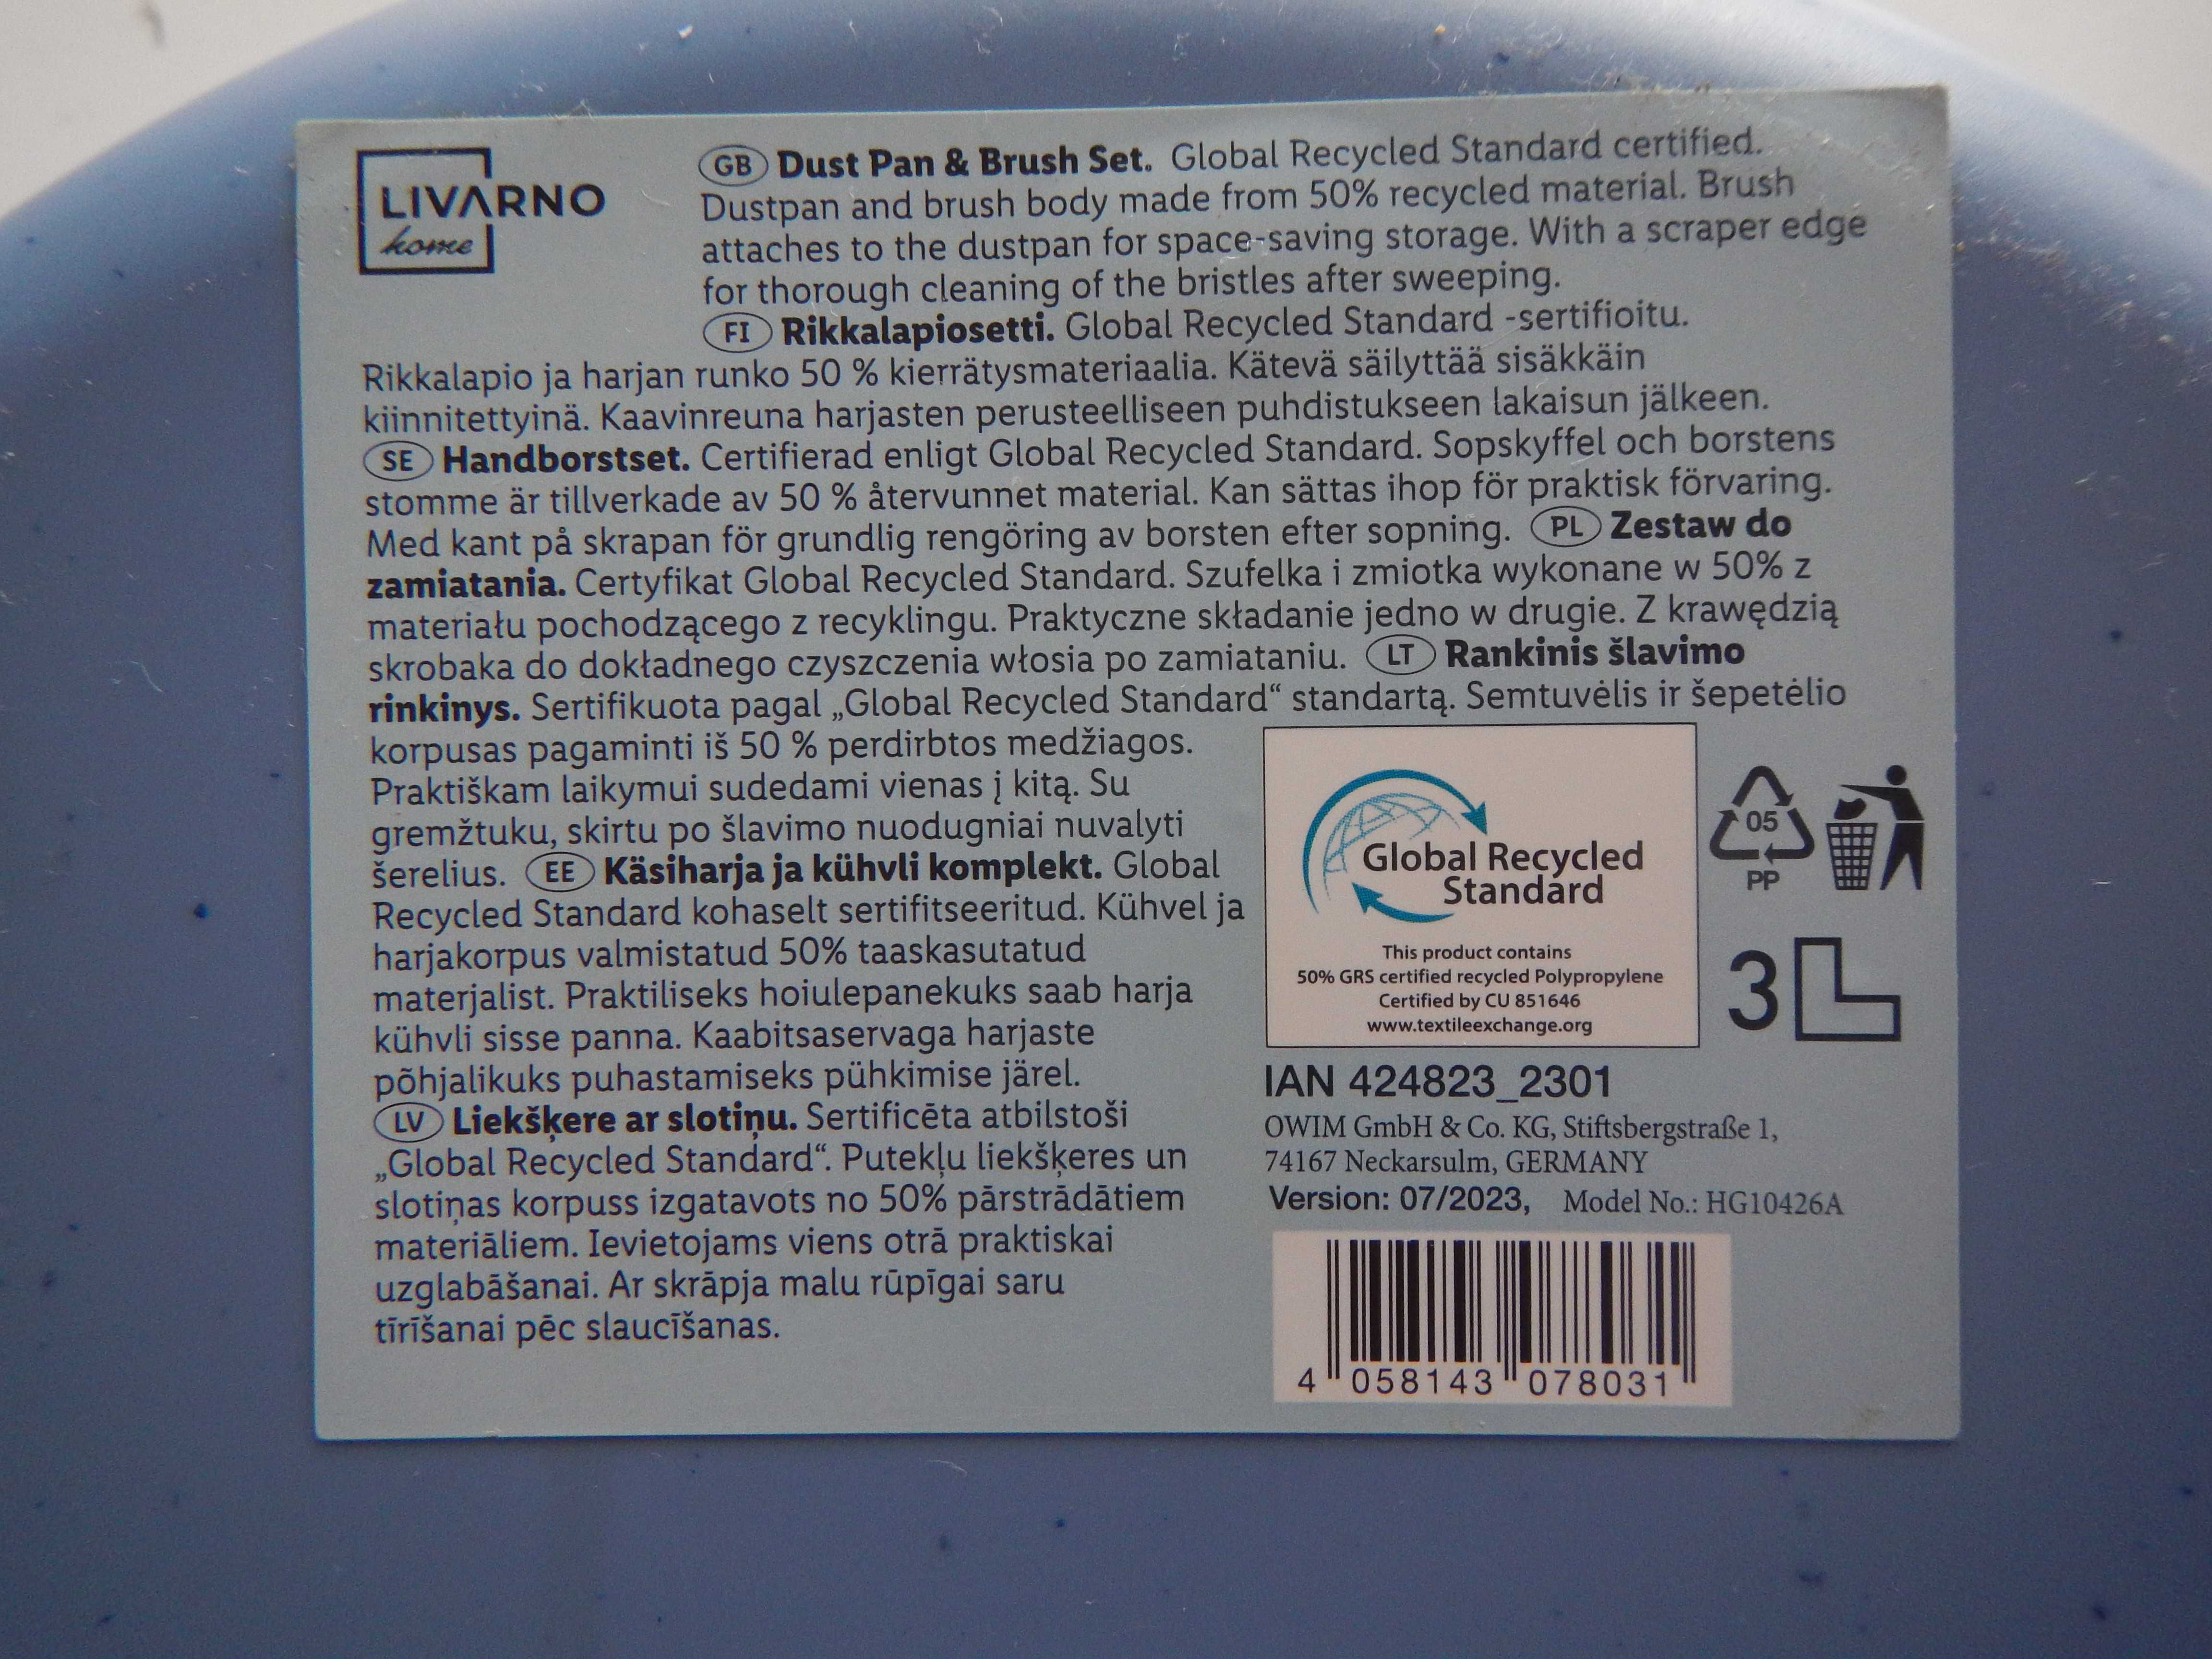 LIVARNO
home
GB Dust Pan & Brush Set. Global Recycled Standard certified.
Dustpan and brush body made from 50% recycled material. Brush
attaches to the dustpan for space-saving storage. With a scraper edge
for thorough cleaning of the bristles after sweeping.
FI Rikkalapiosetti. Global Recycled Standard -sertifioitu.
Rikkalapio ja harjan runko 50 % kierrätysmateriaalia. Kätevä säilyttää sisäkkäin
kiinnitettyinä. Kaavinreuna harjasten perusteelliseen puhdistukseen lakaisun jälkeen.
SE Handborstset. Certifierad enligt Global Recycled Standard. Sopskyffel och borstens
stomme är tillverkade av 50 % återvunnet material. Kan sättas ihop för praktisk förvaring.
Med kant på skrapan för grundlig rengöring av borsten efter sopning. PL Zestaw do
zamiatania. Certyfikat Global Recycled Standard. Szufelka i zmiotka wykonane w 50% z
materiału pochodzącego z recyklingu. Praktyczne składanie jedno w drugie. Z krawędzią
skrobaka do dokładnego czyszczenia włosia po zamiataniu. LT Rankinis šlavimo
rinkinys. Sertifikuota pagal „Global Recycled Standard“ standartą. Semtuvėlis ir šepetėlio
korpusas pagaminti iš 50 % perdirbtos medžiagos.
Praktiškam laikymui sudedami vienas į kitą. Su
gremžtuku, skirtu po šlavimo nuodugniai nuvalyti
šerelius. EE Käsiharja ja kühvli komplekt. Global
Recycled Standard kohaselt sertifitseeritud. Kühvel ja
harjakorpus valmistatud 50% taaskasutatud
materjalist. Praktiliseks hoiulepanekuks saab harja
kühvli sisse panna. Kaabitsaservaga harjaste
põhjalikuks puhastamiseks pühkimise järel.
LV Liekšķere ar slotiņu. Sertificēta atbilstoši
„Global Recycled Standard“. Putekļu liekšķeres un
slotiņas korpuss izgatavots no 50% pārstrādātiem
materiāliem. Ievietojams viens otrā praktiskai
uzglabāšanai. Ar skrāpja malu rūpīgai saru
tīrīšanai pēc slaucīšanas.
Global Recycled
Standard
This product contains
50% GRS certified recycled Polypropylene
Certified by CU 851646
www.textileexchange.org
05
PP
3
IAN 424823_2301
OWIM GmbH & Co. KG, Stiftsbergstraße 1,
74167 Neckarsulm, GERMANY
Version: 07/2023, Model No.: HG10426A
4 058143 078031